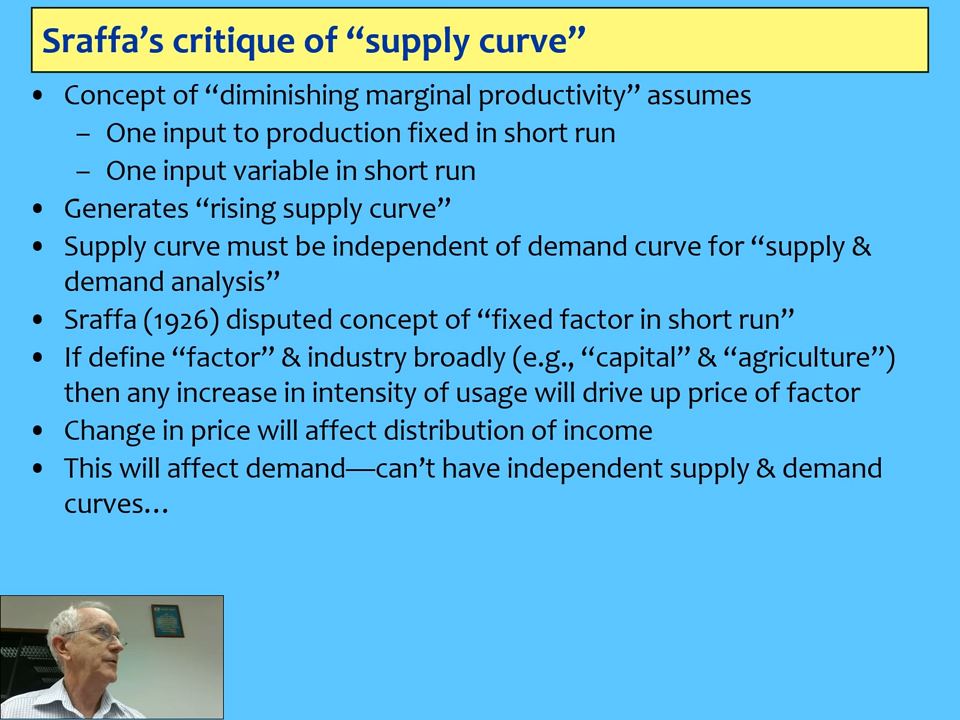 Sraffa’s critique of “supply curve”
• Concept of “diminishing marginal productivity” assumes
– One input to production fixed in short run
– One input variable in short run
• Generates “rising supply curve”
• Supply curve must be independent of demand curve for “supply &
demand analysis”
• Sraffa (1926) disputed concept of “fixed factor in short run”
• If define “factor” & industry broadly (e.g., “capital” & “agriculture”)
then any increase in intensity of usage will drive up price of factor
• Change in price will affect distribution of income
• This will affect demand—can’t have independent supply & demand
curves…